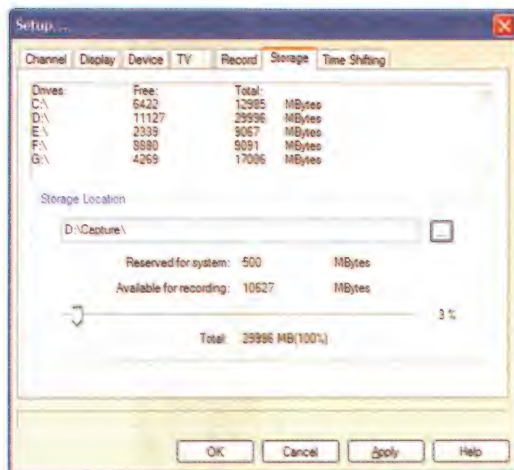 Setup....
Channel Display Device TV Record Storage Time Shifting
Drives: Free: Total:
C:\ 6422 12985 MBytes
D:\ 11127 29996 MBytes
E:\ 2339 9067 MBytes
F:\ 8880 9091 MBytes
G:\ 4269 17006 MBytes
Storage Location
D:\Capture\ ...
Reserved for system: 500 MBytes
Available for recording: 10627 MBytes
3 %
Total: 29996 MB(100%)
OK Cancel Apply Help